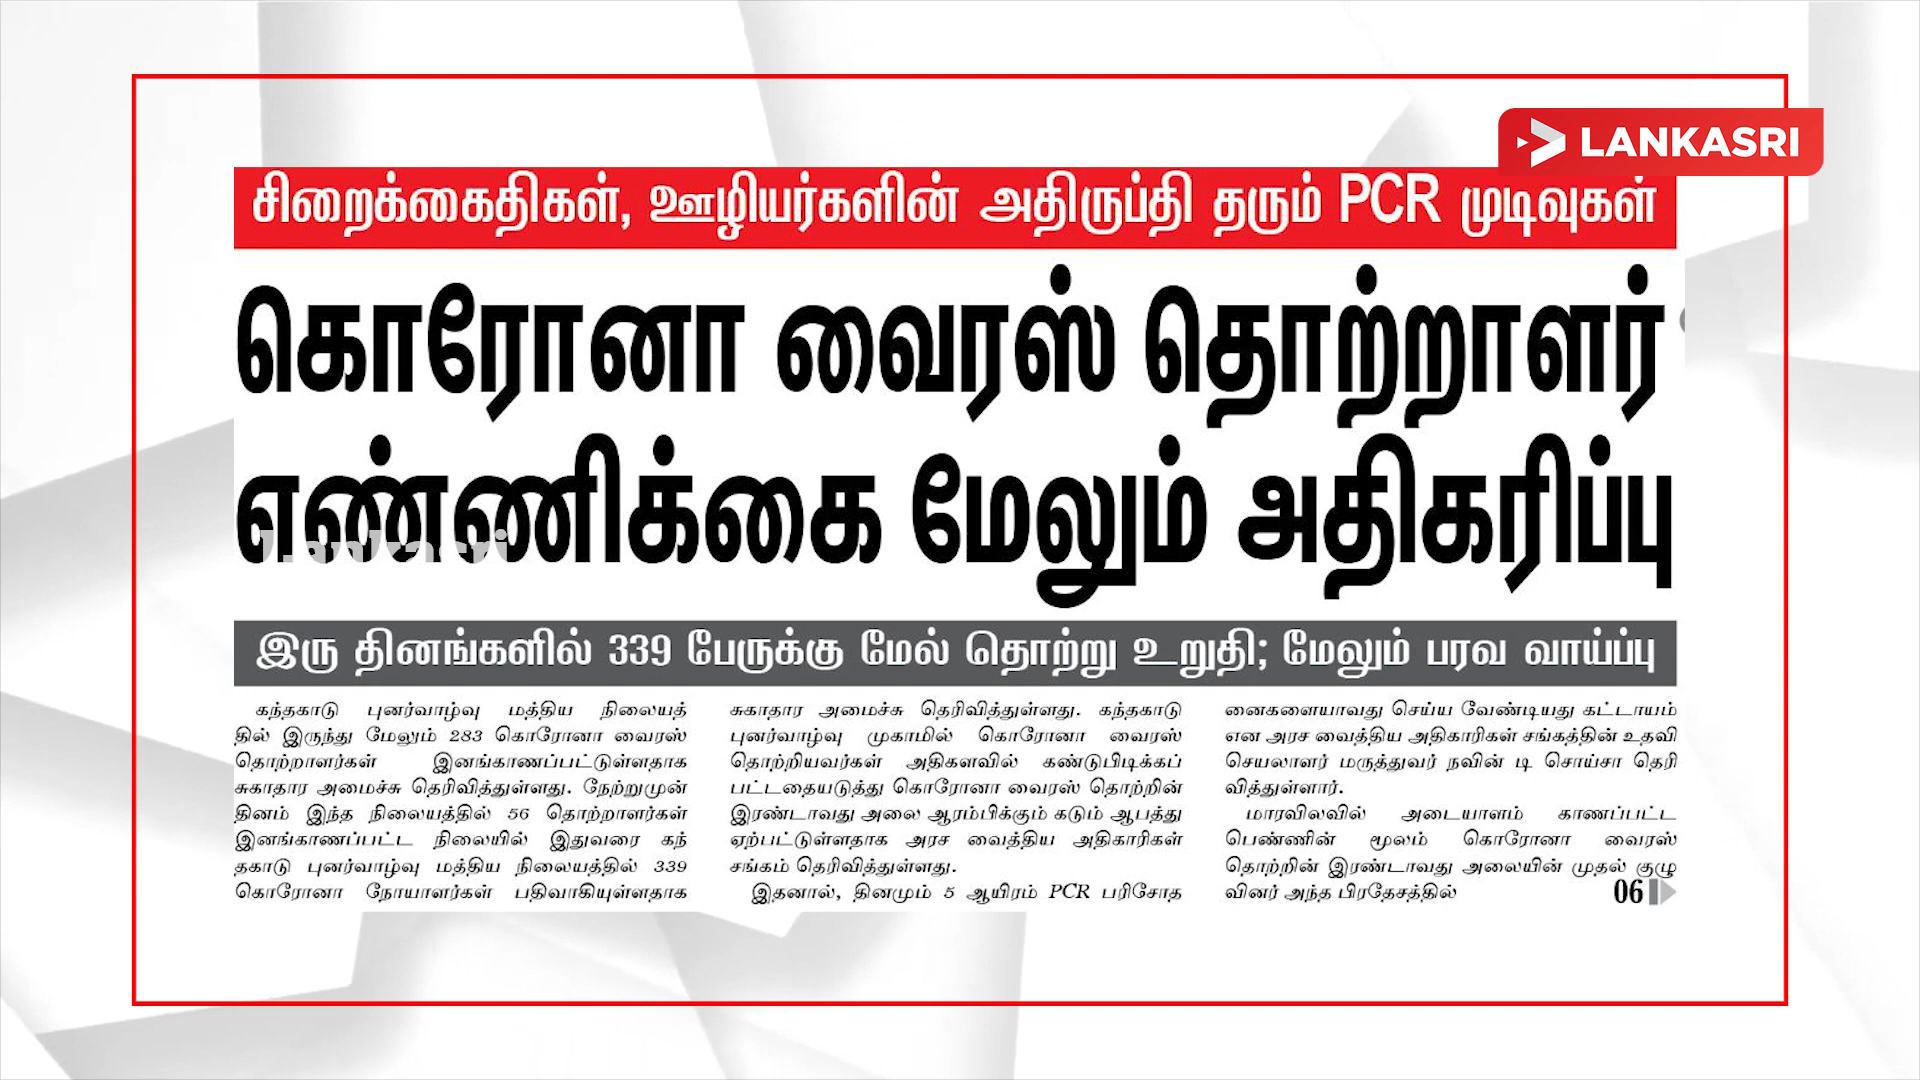 LANKASRI
சிறைக்கைதிகள், ஊழியர்களின் அதிருப்தி தரும் PCR முடிவுகள்
கொரோனா வைரஸ் தொற்றாளர்
எண்ணிக்கை மேலும் அதிகரிப்பு
Lankasri
இரு தினங்களில் 339 பேருக்கு மேல் தொற்று உறுதி; மேலும் பரவ வாய்ப்பு
கந்தகாடு புனர்வாழ்வு மத்திய நிலையத்
தில் இருந்து மேலும் 283 கொரோனா வைரஸ்
தொற்றாளர்கள் இனங்காணப்பட்டுள்ளதாக
சுகாதார அமைச்சு தெரிவித்துள்ளது. நேற்றுமுன்
தினம் இந்த நிலையத்தில் 56 தொற்றாளர்கள்
இனங்காணப்பட்ட நிலையில் இதுவரை கந்
தகாடு புனர்வாழ்வு மத்திய நிலையத்தில் 339
கொரோனா நோயாளர்கள் பதிவாகியுள்ளதாக
சுகாதார அமைச்சு தெரிவித்துள்ளது. கந்தகாடு
புனர்வாழ்வு முகாமில் கொரோனா வைரஸ்
தொற்றியவர்கள் அதிகளவில் கண்டுபிடிக்கப்
பட்டதையடுத்து கொரோனா வைரஸ் தொற்றின்
இரண்டாவது அலை ஆரம்பிக்கும் கடும் ஆபத்து
ஏற்பட்டுள்ளதாக அரச வைத்திய அதிகாரிகள்
சங்கம் தெரிவித்துள்ளது.
இதனால், தினமும் 5 ஆயிரம் PCR பரிசோத
னைகளையாவது செய்ய வேண்டியது கட்டாயம்
என அரச வைத்திய அதிகாரிகள் சங்கத்தின் உதவி
செயலாளர் மருத்துவர் நவின் டி சொய்சா தெரி
வித்துள்ளார்.
மாரவிலவில் அடையாளம் காணப்பட்ட
பெண்ணின் மூலம் கொரோனா வைரஸ்
தொற்றின் இரண்டாவது அலையின் முதல் குழு
வினர் அந்த பிரதேசத்தில் 06